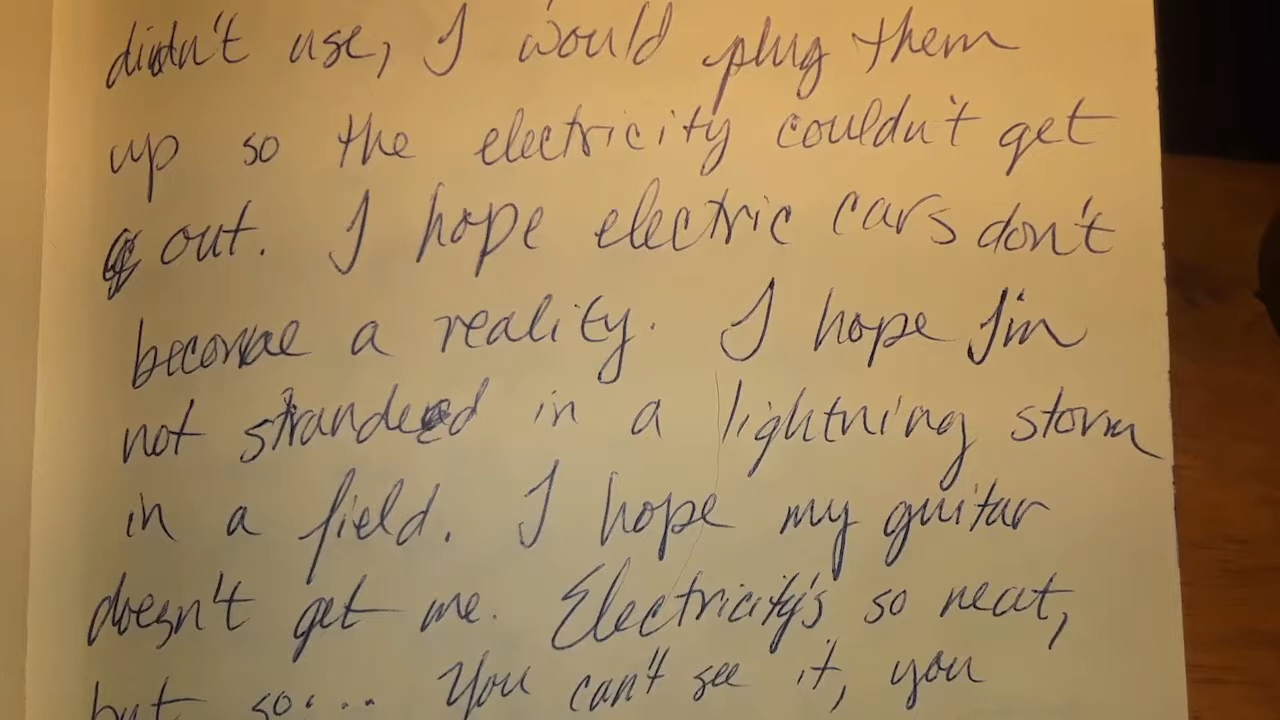 didn't use, I would plug them
up so the electricity couldn't get
out. I hope electric cars don't
become a reality. I hope I'm
not stranded in a lightning storm
in a field. I hope my guitar
doesn't get me. Electricity's so neat,
but so... You can't see it, you